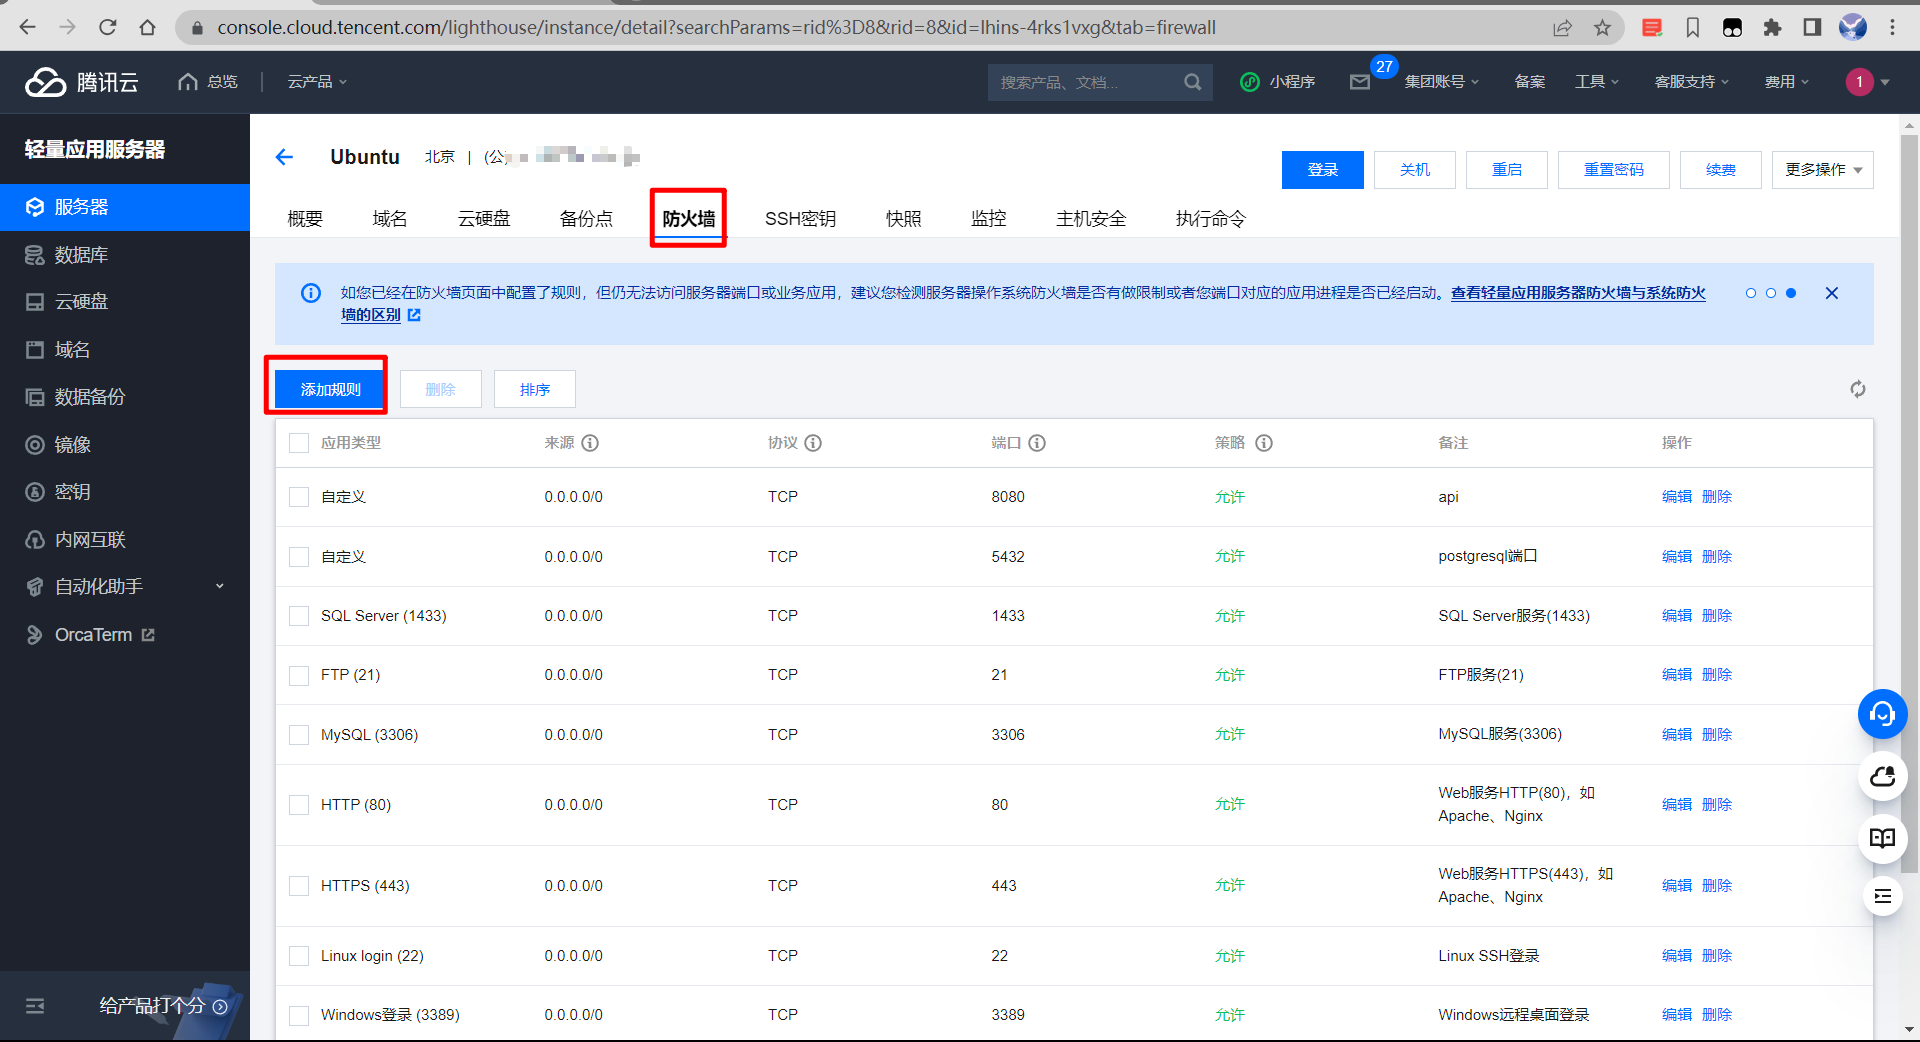 console.cloud.tencent.com/lighthouse/instance/detail?searchParams=rid%3D8&rid=8&id=lhins-4rks1vxg&tab=firewall
腾讯云
总览
云产品
搜索产品、文档...
小程序
27
集团账号
备案
工具
客服支持
费用
1
轻量应用服务器
服务器
数据库
云硬盘
域名
数据备份
镜像
密钥
内网互联
自动化助手
OrcaTerm
给产品打个分
Ubuntu
北京 | (公)
登录
关机
重启
重置密码
续费
更多操作
概要
域名
云硬盘
备份点
防火墙
SSH密钥
快照
监控
主机安全
执行命令
如您已经在防火墙页面中配置了规则，但仍无法访问服务器端口或业务应用，建议您检测服务器操作系统防火墙是否有做限制或者您端口对应的应用进程是否已经启动。查看轻量应用服务器防火墙与系统防火
墙的区别
添加规则
删除
排序
应用类型 来源 协议 端口 策略 备注 操作
自定义 0.0.0.0/0 TCP 8080 允许 api 编辑 删除
自定义 0.0.0.0/0 TCP 5432 允许 postgresql端口 编辑 删除
SQL Server (1433) 0.0.0.0/0 TCP 1433 允许 SQL Server服务(1433) 编辑 删除
FTP (21) 0.0.0.0/0 TCP 21 允许 FTP服务(21) 编辑 删除
MySQL (3306) 0.0.0.0/0 TCP 3306 允许 MySQL服务(3306) 编辑 删除
HTTP (80) 0.0.0.0/0 TCP 80 允许 Web服务HTTP(80)，如
Apache、Nginx 编辑 删除
HTTPS (443) 0.0.0.0/0 TCP 443 允许 Web服务HTTPS(443)，如
Apache、Nginx 编辑 删除
Linux login (22) 0.0.0.0/0 TCP 22 允许 Linux SSH登录 编辑 删除
Windows登录 (3389) 0.0.0.0/0 TCP 3389 允许 Windows远程桌面登录 编辑 删除